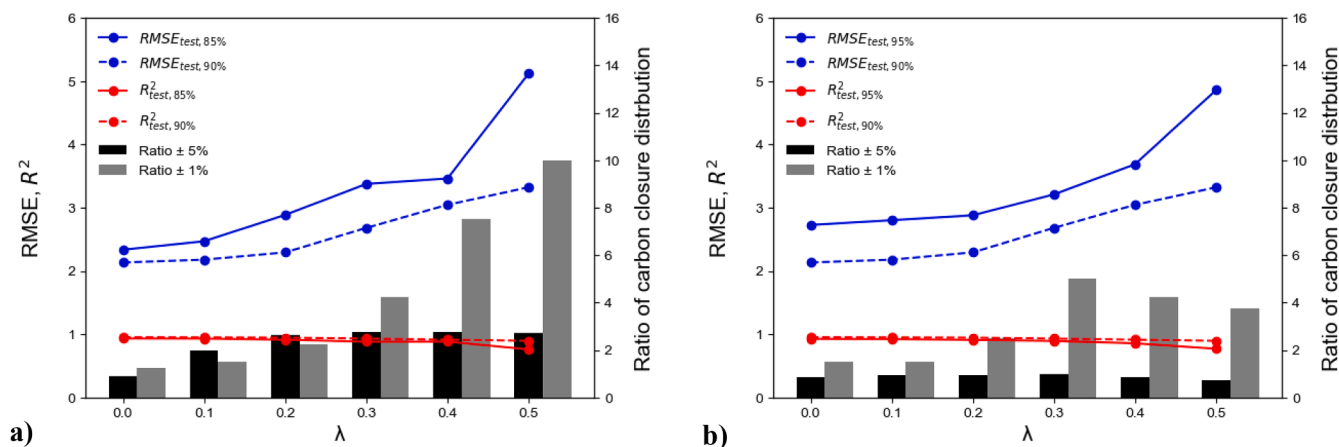 6
5
4
3
2
1
0
RMSE, R²
RMSE_test, 85%
RMSE_test, 90%
R²_test, 85%
R²_test, 90%
Ratio ± 5%
Ratio ± 1%
16
14
12
10
8
6
4
2
0
Ratio of carbon closure distrbution
0.0 0.1 0.2 0.3 0.4 0.5
λ
a)
6
5
4
3
2
1
0
RMSE, R²
RMSE_test, 95%
RMSE_test, 90%
R²_test, 95%
R²_test, 90%
Ratio ± 5%
Ratio ± 1%
16
14
12
10
8
6
4
2
0
Ratio of carbon closure distrbution
0.0 0.1 0.2 0.3 0.4 0.5
λ
b)